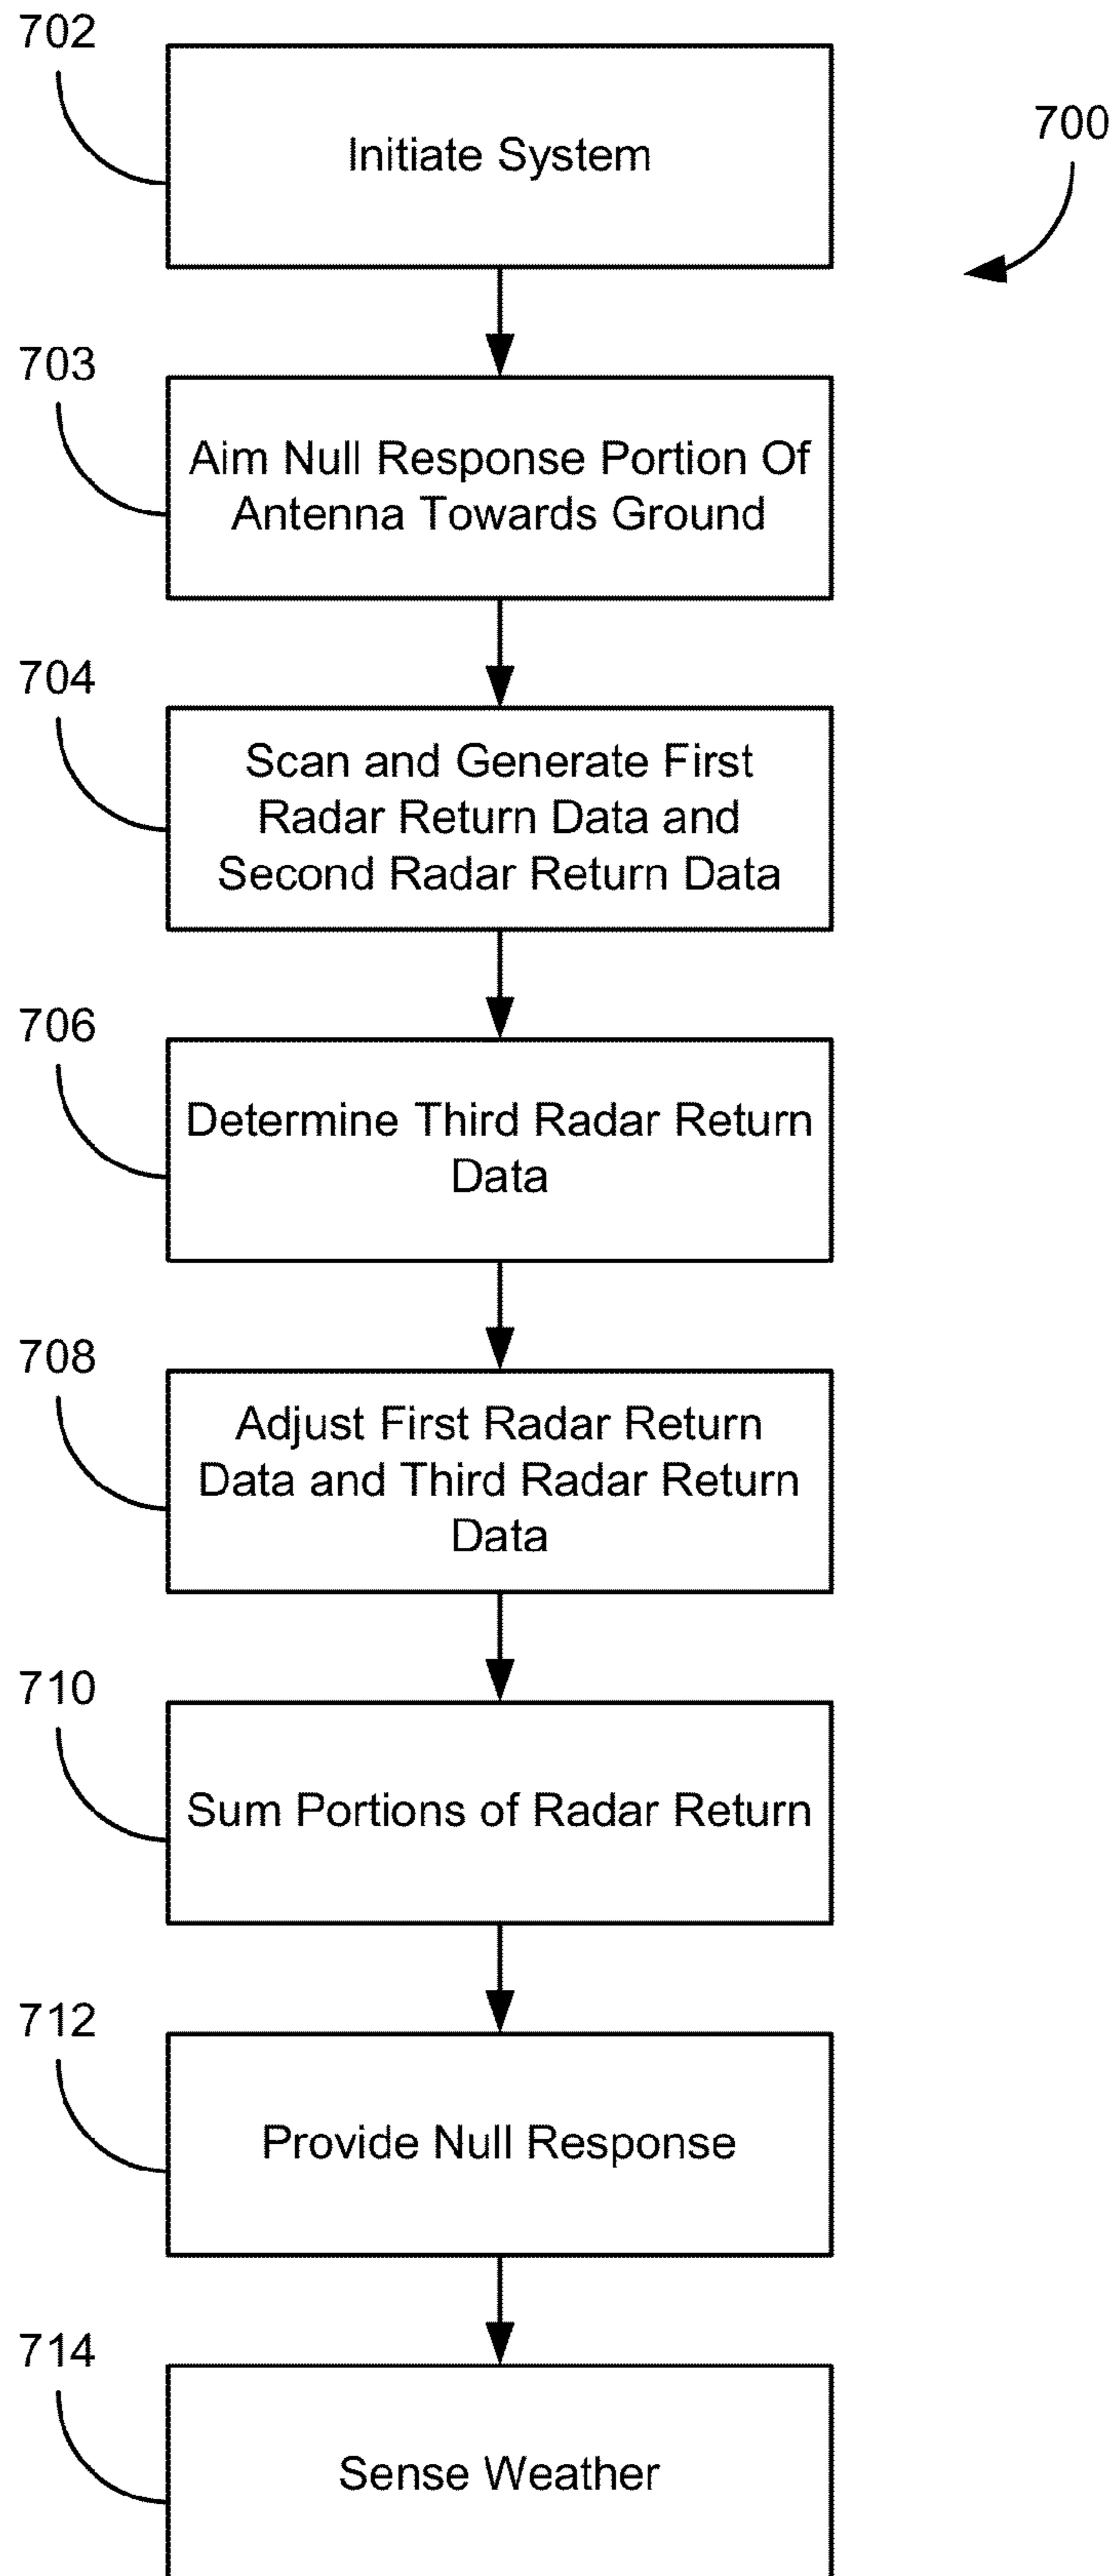 702
Initiate System
700
703
Aim Null Response Portion Of
Antenna Towards Ground
704
Scan and Generate First
Radar Return Data and
Second Radar Return Data
706
Determine Third Radar Return
Data
708
Adjust First Radar Return
Data and Third Radar Return
Data
710
Sum Portions of Radar Return
712
Provide Null Response
714
Sense Weather